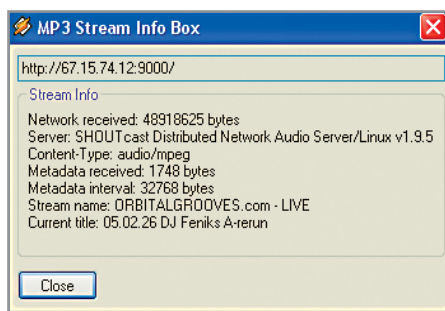 MP3 Stream Info Box
http://67.15.74.12:9000/
Stream Info
Network received: 48918625 bytes
Server: SHOUTcast Distributed Network Audio Server/Linux v1.9.5
Content-Type: audio/mpeg
Metadata received: 1748 bytes
Metadata interval: 32768 bytes
Stream name: ORBITALGROOVES.com - LIVE
Current title: 05.02.26 DJ Feniks A-rerun
Close